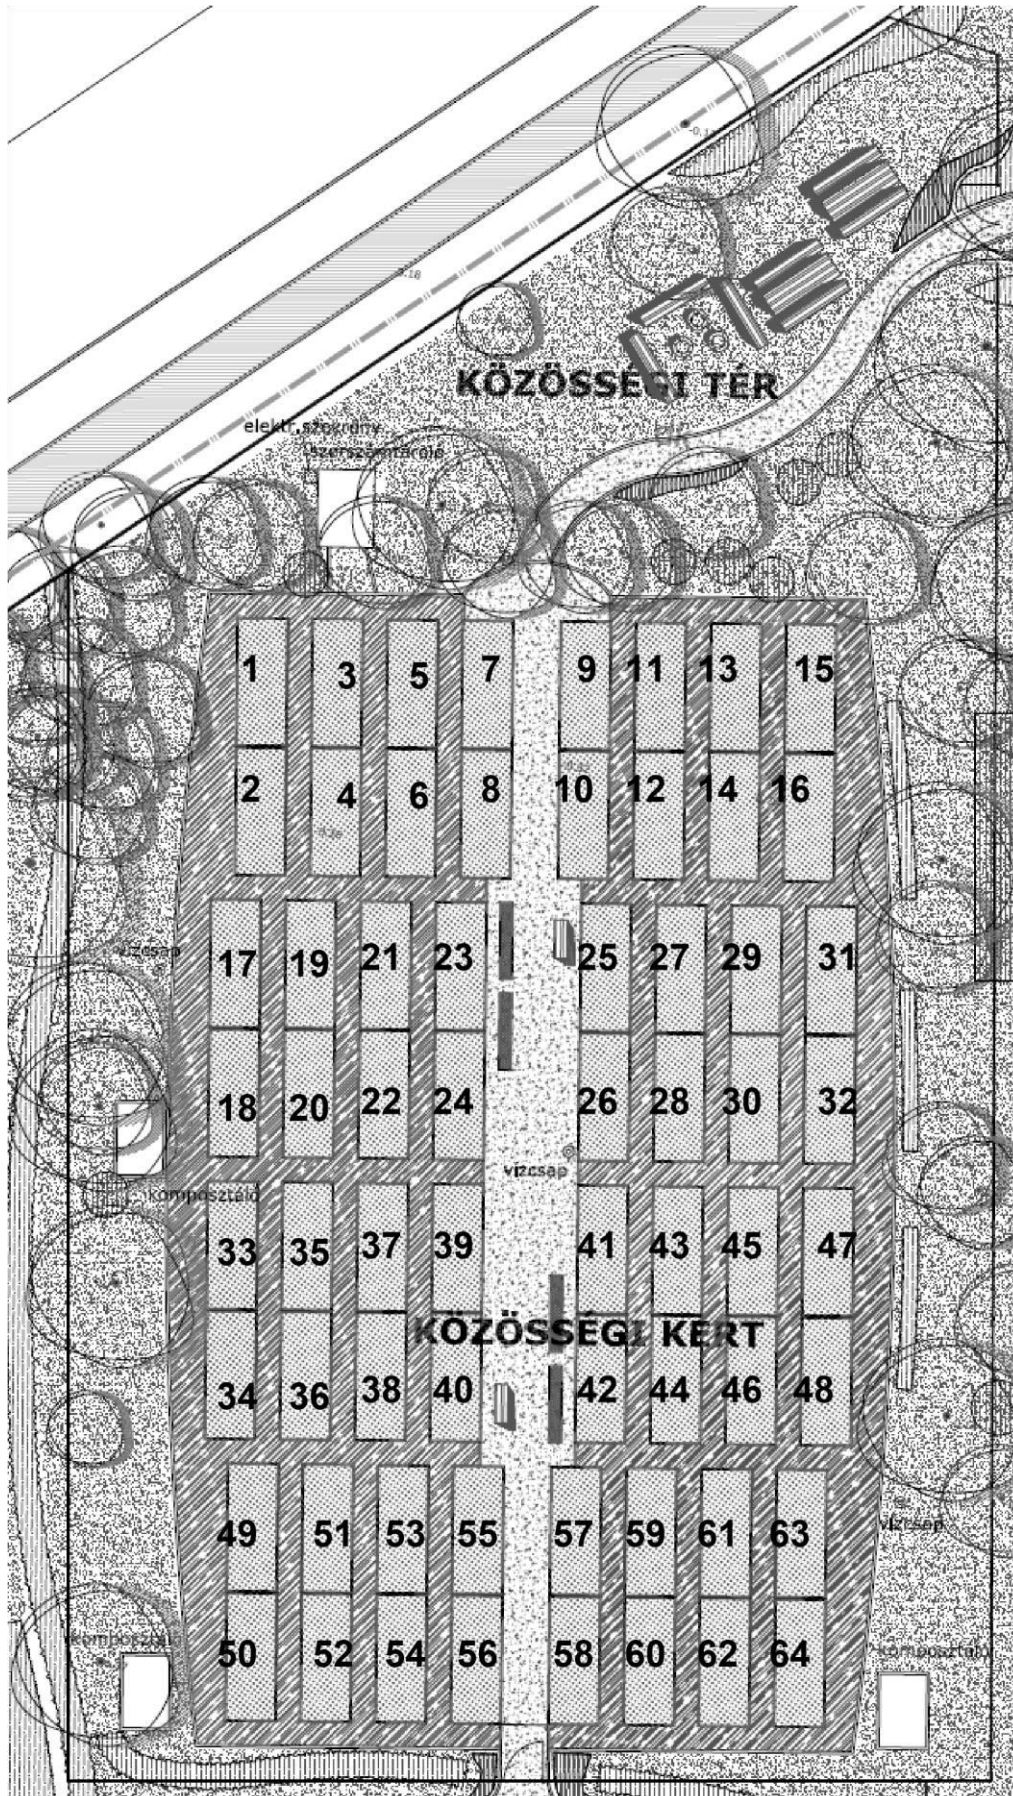 KÖZÖSSÉGI TÉR
elektr.szekrény
szerszámtároló
1 3 5 7 9 11 13 15
2 4 6 8 10 12 14 16
vízcsap
17 19 21 23 25 27 29 31
18 20 22 24 26 28 30 32
vízcsap
komposztáló
33 35 37 39 41 43 45 47
KÖZÖSSÉGI KERT
34 36 38 40 42 44 46 48
vízcsap
49 51 53 55 57 59 61 63
komposztáló
komposztáló
50 52 54 56 58 60 62 64